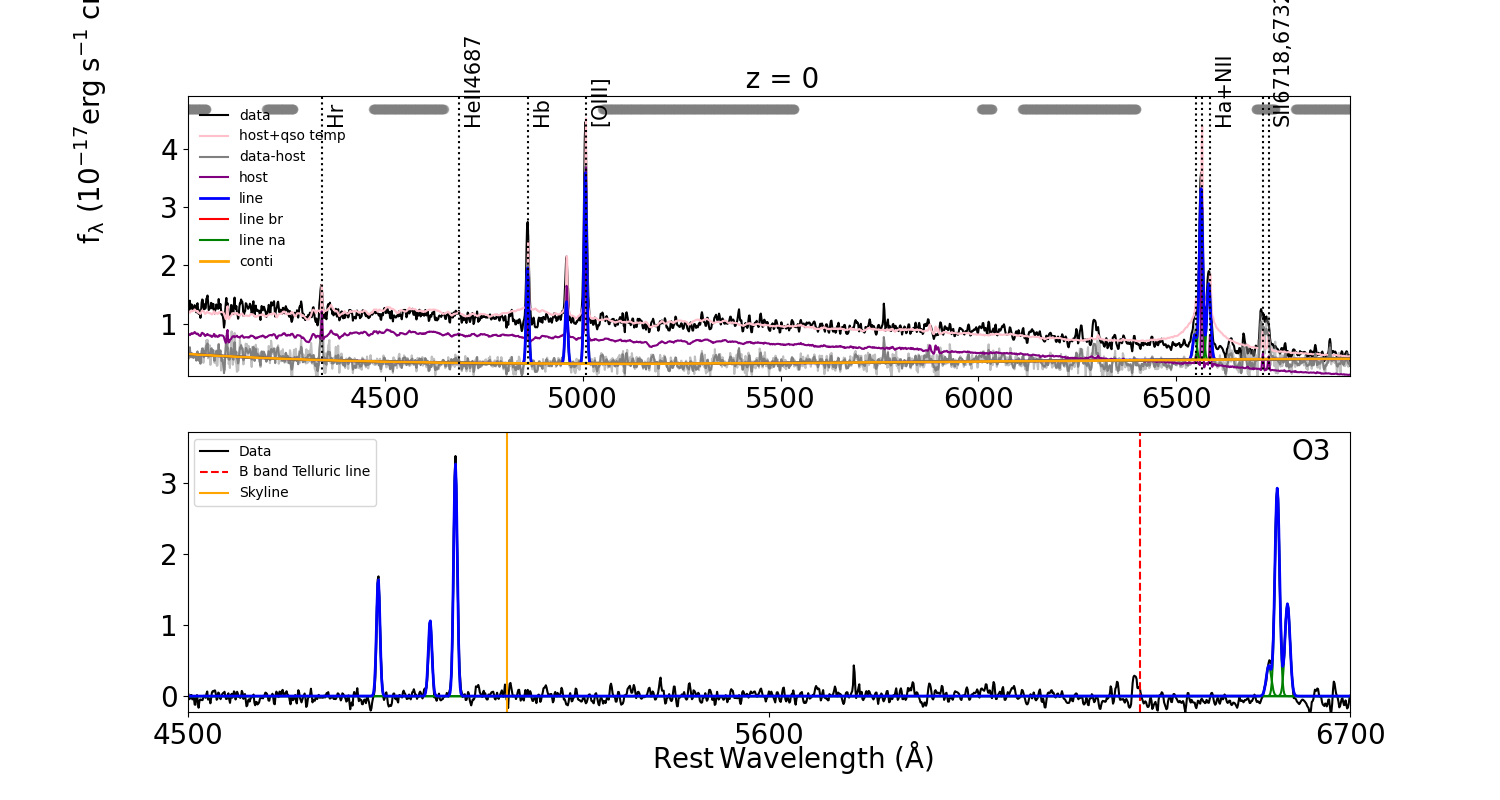 z = 0
f_λ (10^−17 erg s^−1
Hr
HeII4687
Hb
[OIII]
Ha+NII
SII6718,6732
data
host+qso temp
data-host
host
line
line br
line na
conti
4
3
2
1
4500 5000 5500 6000 6500
Data
B band Telluric line
Skyline
O3
3
2
1
0
4500 5600 6700
Rest Wavelength (Å)